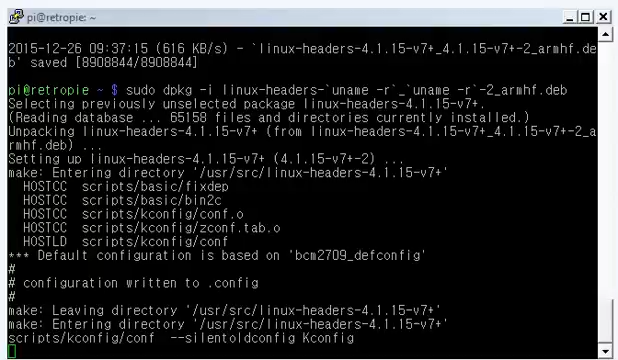 pi@retropie: ~
2015-12-26 09:37:15 (616 KB/s) - `linux-headers-4.1.15-v7+_4.1.15-v7+-2_armhf.de
b' saved [8908844/8908844]
pi@retropie ~ $ sudo dpkg -i linux-headers-`uname -r`_`uname -r`-2_armhf.deb
Selecting previously unselected package linux-headers-4.1.15-v7+.
(Reading database ... 65158 files and directories currently installed.)
Unpacking linux-headers-4.1.15-v7+ (from linux-headers-4.1.15-v7+_4.1.15-v7+-2_a
rmhf.deb) ...
Setting up linux-headers-4.1.15-v7+ (4.1.15-v7+-2) ...
make: Entering directory '/usr/src/linux-headers-4.1.15-v7+'
HOSTCC scripts/basic/fixdep
HOSTCC scripts/basic/bin2c
HOSTCC scripts/kconfig/conf.o
HOSTCC scripts/kconfig/zconf.tab.o
HOSTLD scripts/kconfig/conf
*** Default configuration is based on 'bcm2709_defconfig'
#
# configuration written to .config
#
make: Leaving directory '/usr/src/linux-headers-4.1.15-v7+'
make: Entering directory '/usr/src/linux-headers-4.1.15-v7+'
scripts/kconfig/conf --silentoldconfig Kconfig